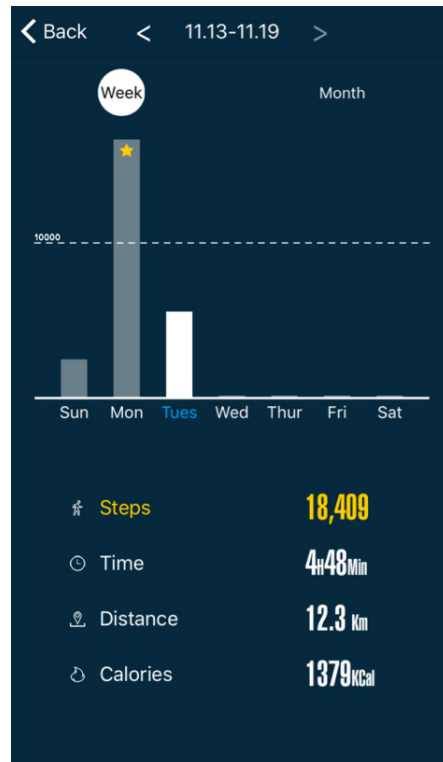 Back < 11.13-11.19 >
Week Month
10000
Sun Mon Tues Wed Thur Fri Sat
Steps 18,409
Time 4H48Min
Distance 12.3 Km
Calories 1379KCal